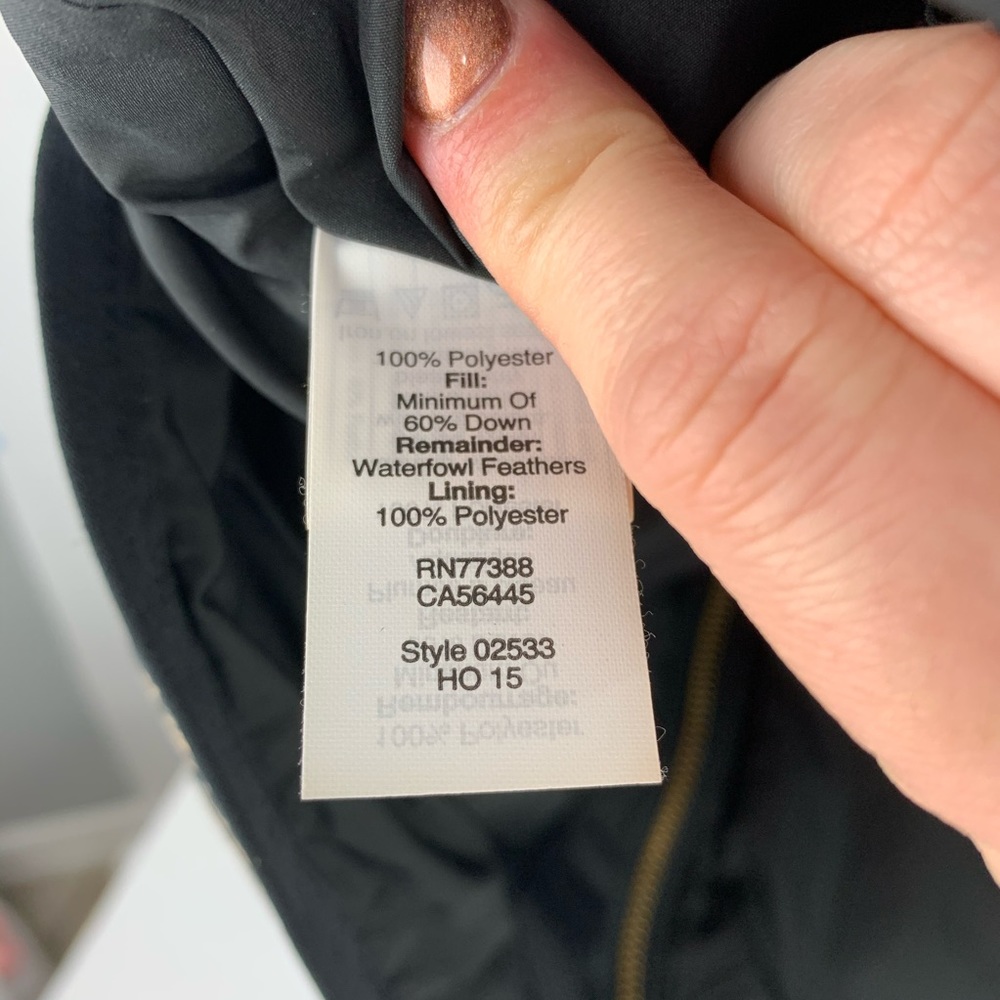 100% Polyester
Fill:
Minimum Of
60% Down
Remainder:
Waterfowl Feathers
Lining:
100% Polyester
RN77388
CA56445
Style 02533
HO 15